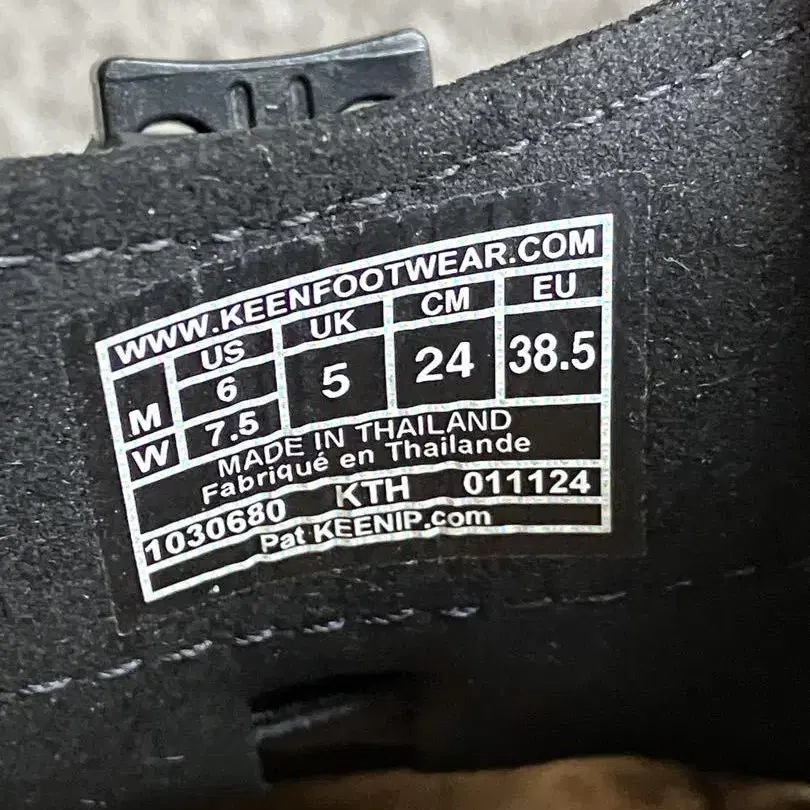 WWW.KEENFOOTWEAR.COM
US UK CM EU
M 6 5 24 38.5
W 7.5
MADE IN THAILAND
Fabriqué en Thailande
1030680 KTH 011124
Pat KEENIP.com